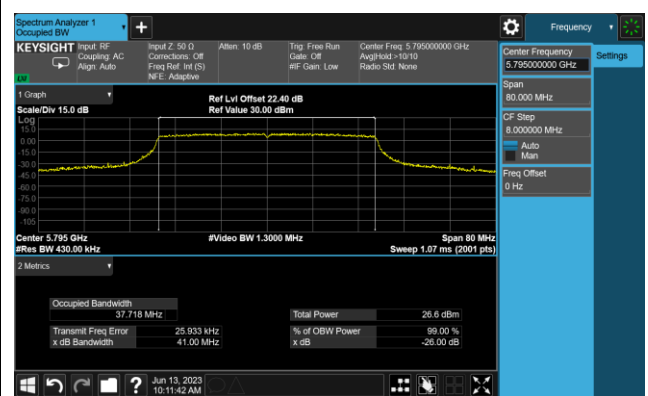 Spectrum Analyzer 1
Occupied BW
Frequency
KEYSIGHT
Input: RF
Coupling: AC
Align: Auto
Input Z: 50 Ω
Corrections: Off
Freq Ref: Int (S)
NFE: Adaptive
Atten: 10 dB
Trig: Free Run
Gate: Off
#IF Gain: Low
Center Freq: 5.795000000 GHz
Avg|Hold:>10/10
Radio Std: None
LXI
Center Frequency
5.795000000 GHz
Settings
Span
80.000 MHz
CF Step
8.000000 MHz
Auto
Man
Freq Offset
0 Hz
1 Graph
Scale/Div 15.0 dB
Ref Lvl Offset 22.40 dB
Ref Value 30.00 dBm
Log
15.0
0.00
-15.0
-30.0
-45.0
-60.0
-75.0
-90.0
-105
Center 5.795 GHz
#Video BW 1.3000 MHz
Span 80 MHz
#Res BW 430.00 kHz
Sweep 1.07 ms (2001 pts)
2 Metrics
Occupied Bandwidth
37.718 MHz
Total Power 26.6 dBm
Transmit Freq Error 25.933 kHz
% of OBW Power 99.00 %
x dB Bandwidth 41.00 MHz
x dB -26.00 dB
?
Jun 13, 2023
10:11:42 AM